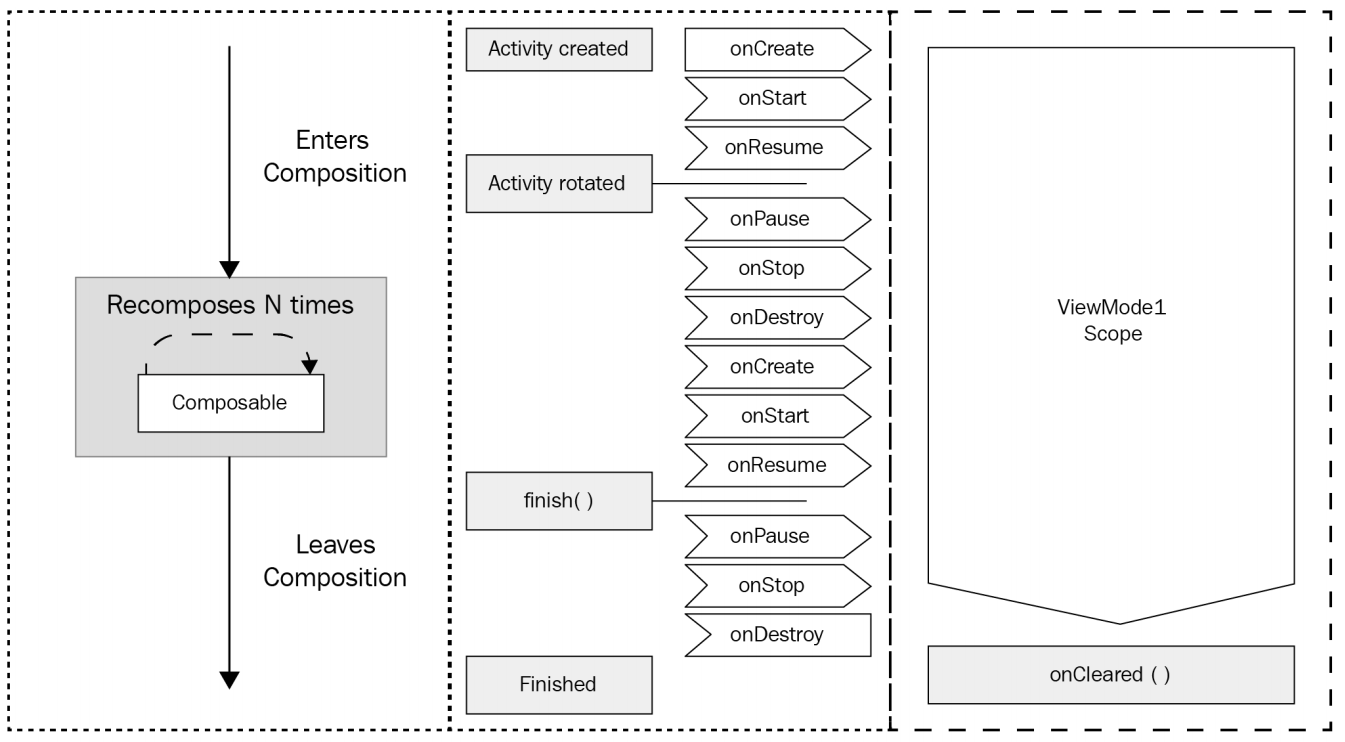 Enters
Composition
Recomposes N times
Composable
Leaves
Composition
Activity created
onCreate
onStart
onResume
Activity rotated
onPause
onStop
onDestroy
onCreate
onStart
onResume
finish( )
onPause
onStop
onDestroy
Finished
ViewMode1
Scope
onCleared ( )